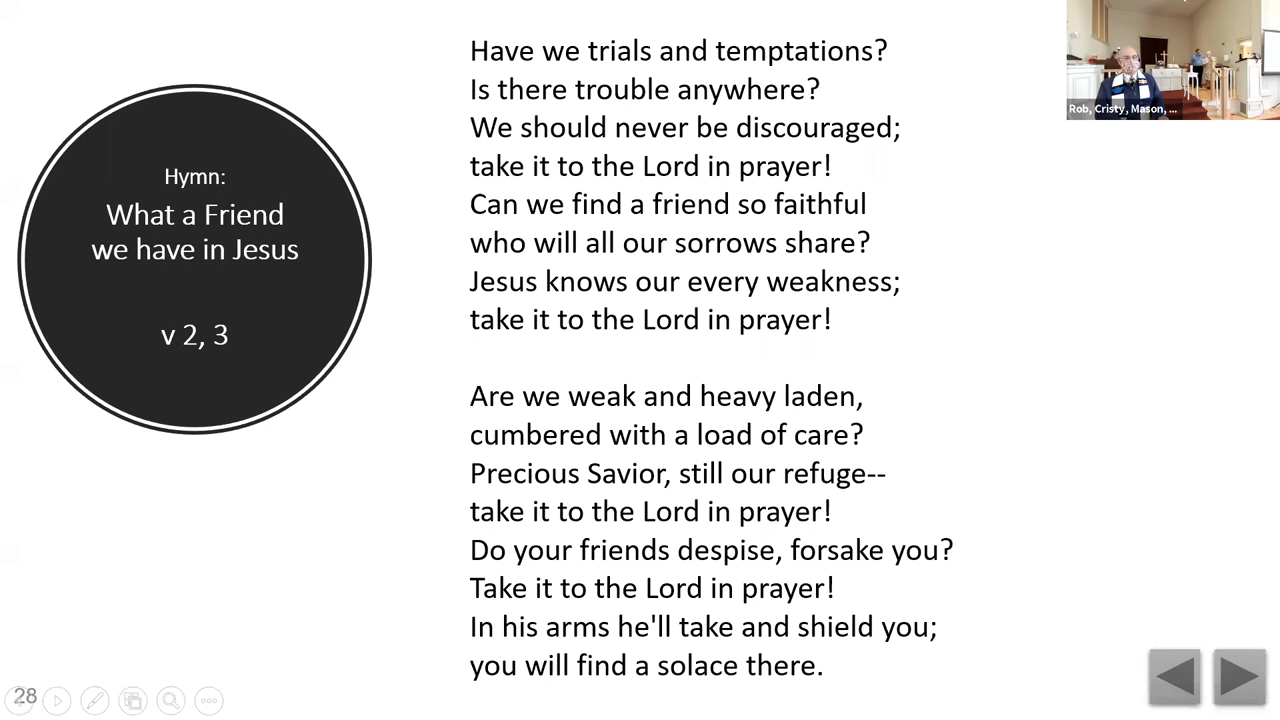 Hymn:
What a Friend
we have in Jesus
v 2, 3
Have we trials and temptations?
Is there trouble anywhere?
We should never be discouraged;
take it to the Lord in prayer!
Can we find a friend so faithful
who will all our sorrows share?
Jesus knows our every weakness;
take it to the Lord in prayer!
Are we weak and heavy laden,
cumbered with a load of care?
Precious Savior, still our refuge--
take it to the Lord in prayer!
Do your friends despise, forsake you?
Take it to the Lord in prayer!
In his arms he'll take and shield you;
you will find a solace there.
Rob, Cristy, Mason, ...
28